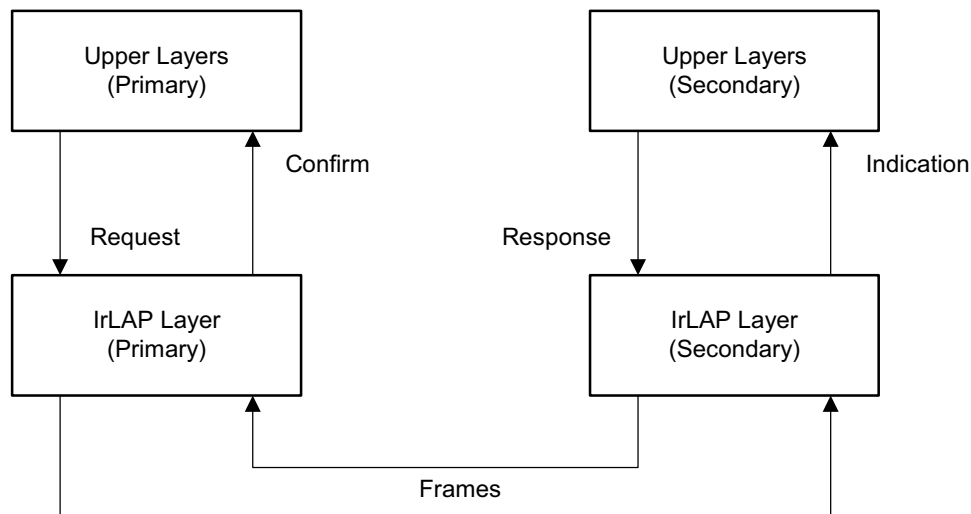 Upper Layers
(Primary)
Upper Layers
(Secondary)
Confirm
Indication
Request
Response
IrLAP Layer
(Primary)
IrLAP Layer
(Secondary)
Frames